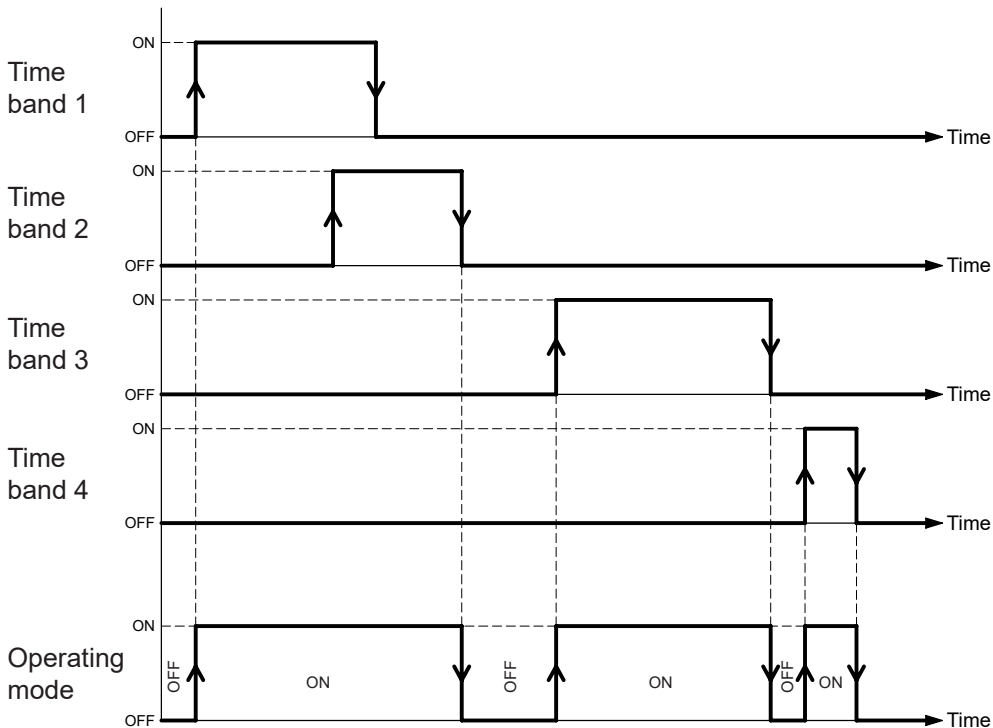 ON
Time
band 1
OFF
Time
ON
Time
band 2
OFF
Time
ON
Time
band 3
OFF
Time
ON
Time
band 4
OFF
Time
ON
Operating
mode
OFF
ON
OFF
ON
OFF
ON
OFF
Time